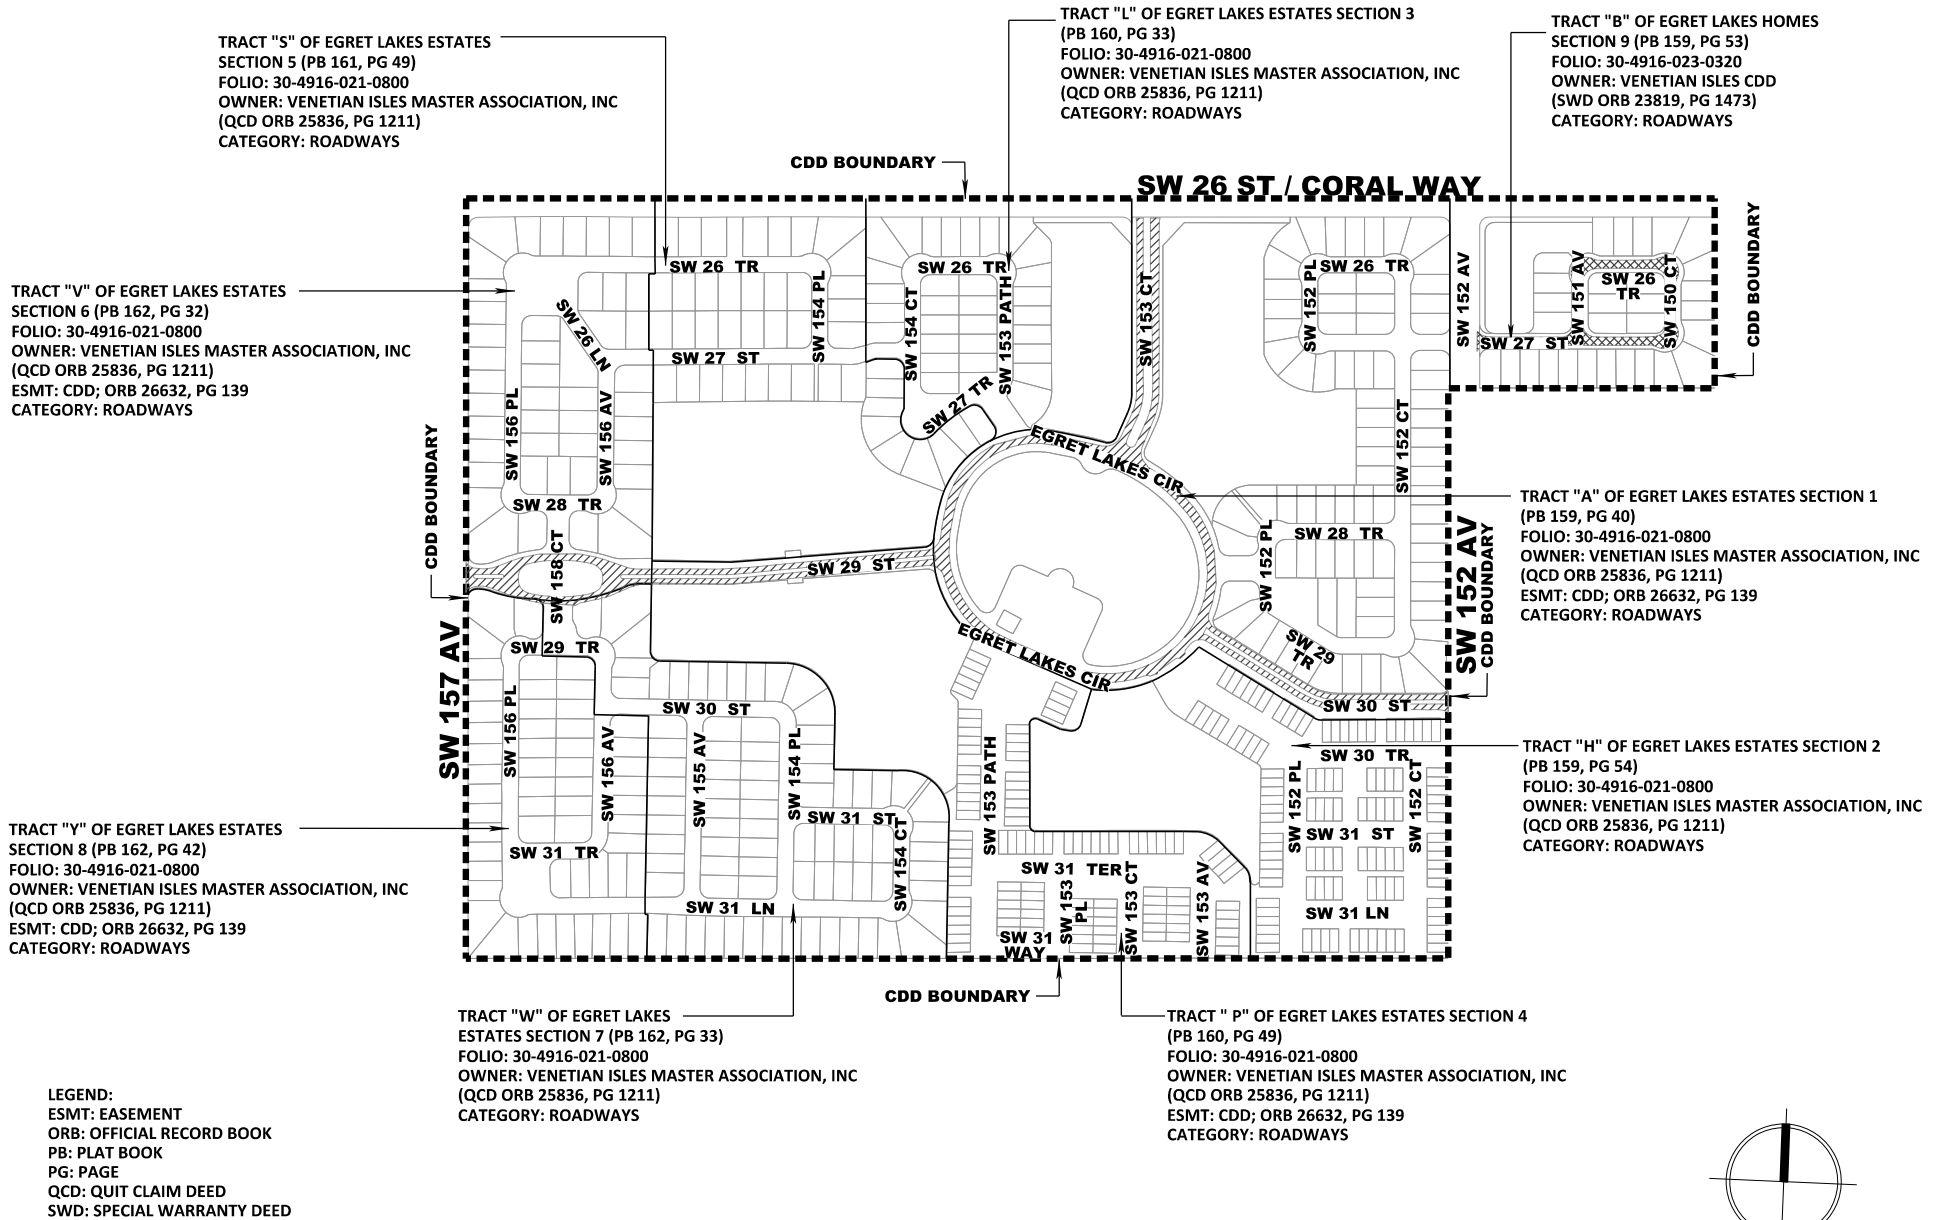 TRACT "S" OF EGRET LAKES ESTATES
SECTION 5 (PB 161, PG 49)
FOLIO: 30-4916-021-0800
OWNER: VENETIAN ISLES MASTER ASSOCIATION, INC
(QCD ORB 25836, PG 1211)
CATEGORY: ROADWAYS
TRACT "L" OF EGRET LAKES ESTATES SECTION 3
(PB 160, PG 33)
FOLIO: 30-4916-021-0800
OWNER: VENETIAN ISLES MASTER ASSOCIATION, INC
(QCD ORB 25836, PG 1211)
CATEGORY: ROADWAYS
TRACT "B" OF EGRET LAKES HOMES
SECTION 9 (PB 159, PG 53)
FOLIO: 30-4916-023-0320
OWNER: VENETIAN ISLES CDD
(SWD ORB 23819, PG 1473)
CATEGORY: ROADWAYS
CDD BOUNDARY
SW 26 ST / CORAL WAY
CDD BOUNDARY
TRACT "V" OF EGRET LAKES ESTATES
SECTION 6 (PB 162, PG 32)
FOLIO: 30-4916-021-0800
OWNER: VENETIAN ISLES MASTER ASSOCIATION, INC
(QCD ORB 25836, PG 1211)
ESMT: CDD; ORB 26632, PG 139
CATEGORY: ROADWAYS
SW 26 TR
SW 154 PL
SW 26 LN
SW 27 ST
SW 156 PL
SW 156 AV
SW 28 TR
SW 26 TR
SW 154 CT
SW 153 PATH
SW 27 TR
SW 153 CT
SW 26 TR
SW 152 PL
SW 152 CT
SW 152 AV
SW 151 AV
SW 26
TR
SW 150 CT
SW 27 ST
EGRET LAKES CIR
CDD BOUNDARY
SW 158 CT
SW 29 ST
SW 28 TR
SW 152 PL
SW 29
TR
SW 152 AV
CDD BOUNDARY
TRACT "A" OF EGRET LAKES ESTATES SECTION 1
(PB 159, PG 40)
FOLIO: 30-4916-021-0800
OWNER: VENETIAN ISLES MASTER ASSOCIATION, INC
(QCD ORB 25836, PG 1211)
ESMT: CDD; ORB 26632, PG 139
CATEGORY: ROADWAYS
SW 157 AV
SW 29 TR
EGRET LAKES CIR
SW 30 ST
SW 30 ST
SW 156 PL
SW 156 AV
SW 155 AV
SW 154 PL
SW 153 PATH
SW 30 TR
SW 152 PL
SW 152 CT
TRACT "H" OF EGRET LAKES ESTATES SECTION 2
(PB 159, PG 54)
FOLIO: 30-4916-021-0800
OWNER: VENETIAN ISLES MASTER ASSOCIATION, INC
(QCD ORB 25836, PG 1211)
CATEGORY: ROADWAYS
TRACT "Y" OF EGRET LAKES ESTATES
SECTION 8 (PB 162, PG 42)
FOLIO: 30-4916-021-0800
OWNER: VENETIAN ISLES MASTER ASSOCIATION, INC
(QCD ORB 25836, PG 1211)
ESMT: CDD; ORB 26632, PG 139
CATEGORY: ROADWAYS
SW 31 TR
SW 31 ST
SW 154 CT
SW 31 LN
SW 31 TER
SW 153
PL
SW 153 CT
SW 153 AV
SW 31
WAY
SW 31 ST
SW 31 LN
CDD BOUNDARY
TRACT "W" OF EGRET LAKES
ESTATES SECTION 7 (PB 162, PG 33)
FOLIO: 30-4916-021-0800
OWNER: VENETIAN ISLES MASTER ASSOCIATION, INC
(QCD ORB 25836, PG 1211)
CATEGORY: ROADWAYS
TRACT " P" OF EGRET LAKES ESTATES SECTION 4
(PB 160, PG 49)
FOLIO: 30-4916-021-0800
OWNER: VENETIAN ISLES MASTER ASSOCIATION, INC
(QCD ORB 25836, PG 1211)
ESMT: CDD; ORB 26632, PG 139
CATEGORY: ROADWAYS
LEGEND:
ESMT: EASEMENT
ORB: OFFICIAL RECORD BOOK
PB: PLAT BOOK
PG: PAGE
QCD: QUIT CLAIM DEED
SWD: SPECIAL WARRANTY DEED